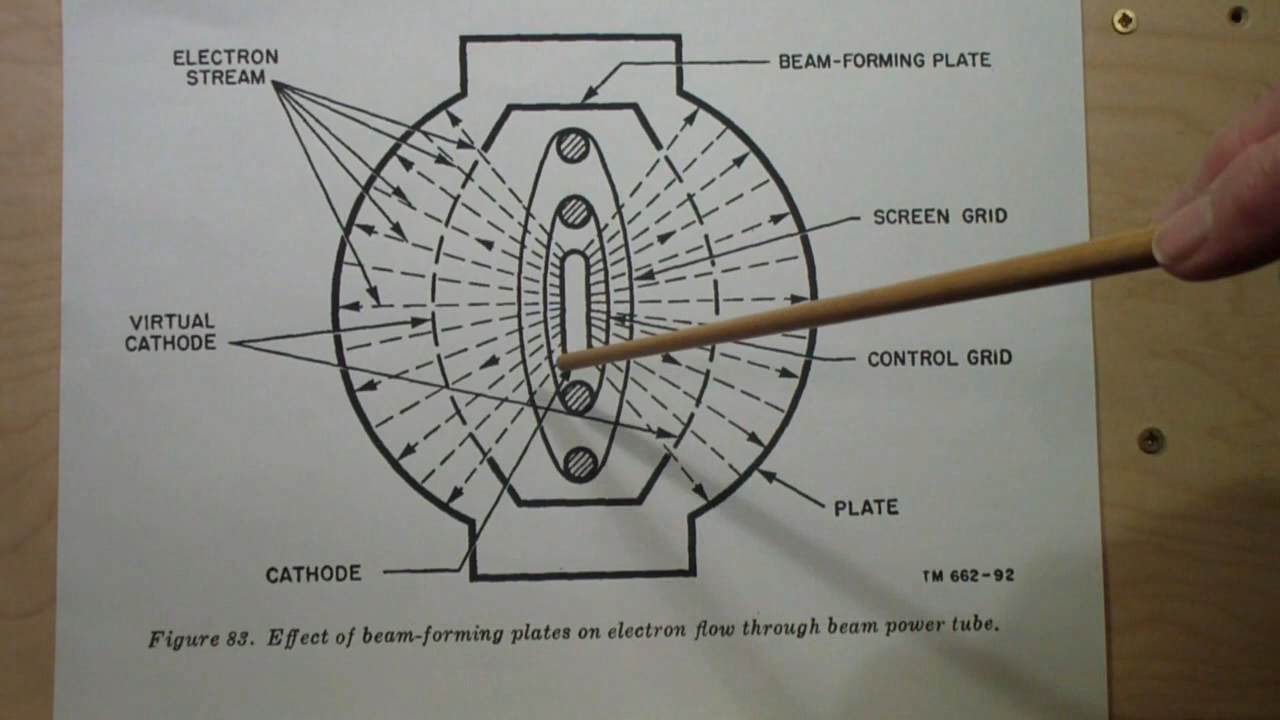 ELECTRON
STREAM
BEAM-FORMING PLATE
SCREEN GRID
VIRTUAL
CATHODE
CONTROL GRID
PLATE
CATHODE
TM 662-92
Figure 83. Effect of beam-forming plates on electron flow through beam power tube.